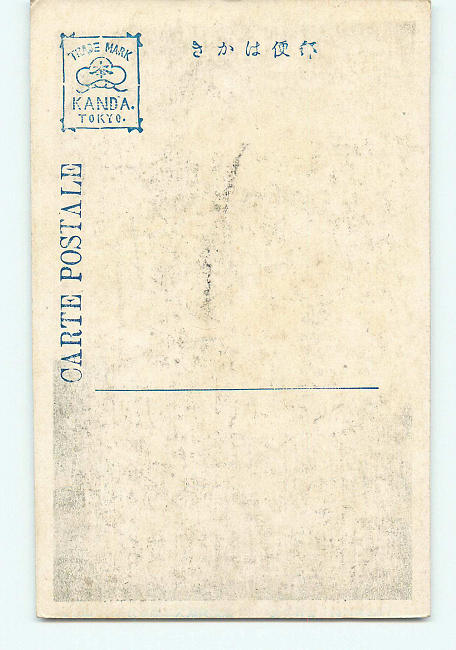 郵便はかき
TRADE MARK
KANDA.
TOKYO.
CARTE POSTALE